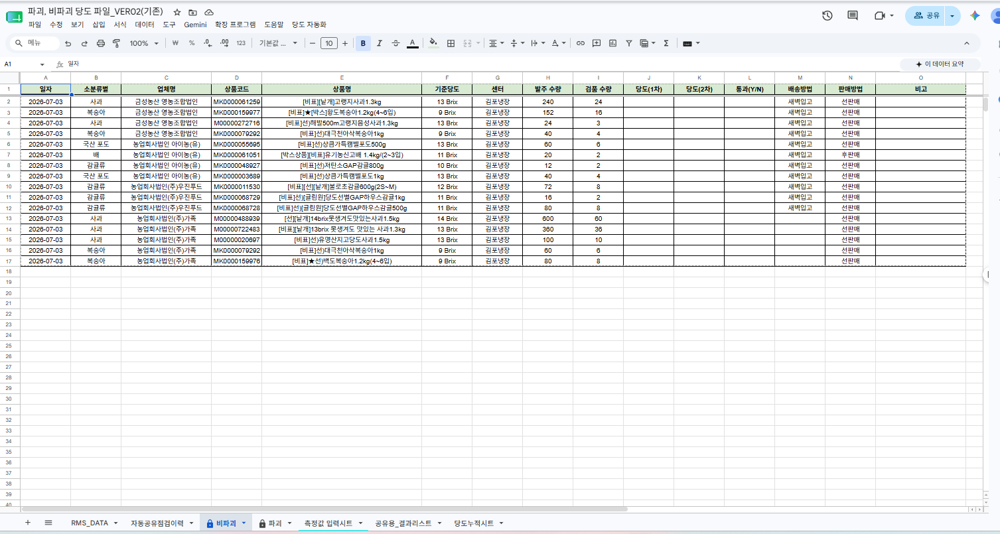 파괴, 비파괴 당도 파일_VER02(기존)
파일 수정 보기 삽입 서식 데이터 도구 Gemini 확장 프로그램 도움말 당도 자동화
공유
메뉴 100% ₩ % .0 .00 123 기본값 ... 10 B I A Σ
A1 fx 일자 이 데이터 요약
A B C D E F G H I J K L M N O
1 일자 소분류별 업체명 상품코드 상품명 기준당도 센터 발주 수량 검품 수량 당도(1차) 당도(2차) 통과(Y/N) 배송방법 판매방법 비고
2 2026-07-03 사과 금성농산 영농조합법인 MK0000061259 [비표][낱개]고랭지사과1.3kg 13 Brix 김포냉장 240 24 새벽입고 선판매
3 2026-07-03 복숭아 금성농산 영농조합법인 MK0000159977 [비표]★[박스]황도복숭아1.2kg(4~6입) 9 Brix 김포냉장 152 16 새벽입고 선판매
4 2026-07-03 사과 금성농산 영농조합법인 M00000272716 [비표]선)해발500m고랭지음성사과1.3kg 13 Brix 김포냉장 24 3 새벽입고 선판매
5 2026-07-03 복숭아 금성농산 영농조합법인 MK0000079292 [비표]선)대극천아삭복숭아1kg 9 Brix 김포냉장 40 4 새벽입고 선판매
6 2026-07-03 국산 포도 농업회사법인 아이농(유) MK0000055695 [비표]선)상큼가득캠벨포도500g 13 Brix 김포냉장 60 6 새벽입고 선판매
7 2026-07-03 배 농업회사법인 아이농(유) MK0000061051 [박스상품][비표]유기농신고배 1.4kg/(2~3입) 11 Brix 김포냉장 20 2 새벽입고 후판매
8 2026-07-03 감귤류 농업회사법인 아이농(유) MK0000048927 [비표]선)저탄소GAP감귤800g 10 Brix 김포냉장 12 2 새벽입고 선판매
9 2026-07-03 국산 포도 농업회사법인 아이농(유) MK0000003689 [비표]선)상큼가득캠벨포도1kg 13 Brix 김포냉장 40 4 새벽입고 선판매
10 2026-07-03 감귤류 농업회사법인(주)우진푸드 MK0000011530 [비표][선][낱개]불로초감귤600g(2S~M) 12 Brix 김포냉장 72 8 새벽입고 선판매
11 2026-07-03 감귤류 농업회사법인(주)우진푸드 MK0000068729 [비표]선)[귤림원]당도선별GAP하우스감귤1kg 11 Brix 김포냉장 16 2 새벽입고 선판매
12 2026-07-03 감귤류 농업회사법인(주)우진푸드 MK0000068728 [비표]선)[귤림원]당도선별GAP하우스감귤500g 11 Brix 김포냉장 80 8 새벽입고 선판매
13 2026-07-03 사과 농업회사법인(주)가족 M00000488939 [선][낱개]14brix못생겨도맛있는사과1.5kg 14 Brix 김포냉장 600 60 선판매
14 2026-07-03 사과 농업회사법인(주)가족 M00000722483 [비표][낱개]13brix 못생겨도 맛있는 사과1.3kg 13 Brix 김포냉장 360 36 선판매
15 2026-07-03 사과 농업회사법인(주)가족 M00000020697 [비표]선)유명산지고당도사과1.5kg 13 Brix 김포냉장 100 10 선판매
16 2026-07-03 복숭아 농업회사법인(주)가족 MK0000079292 [비표]선)대극천아삭복숭아1kg 9 Brix 김포냉장 60 6 선판매
17 2026-07-03 복숭아 농업회사법인(주)가족 MK0000159976 [비표]★선)백도복숭아1.2kg(4~6입) 9 Brix 김포냉장 80 8 선판매
18
19
20
21
22
23
24
25
26
27
28
29
30
31
32
33
34
35
36
37
38
39
40
RMS_DATA 자동공유점검이력 비파괴 파괴 측정값 입력시트 공유용_결과리스트 당도누적시트